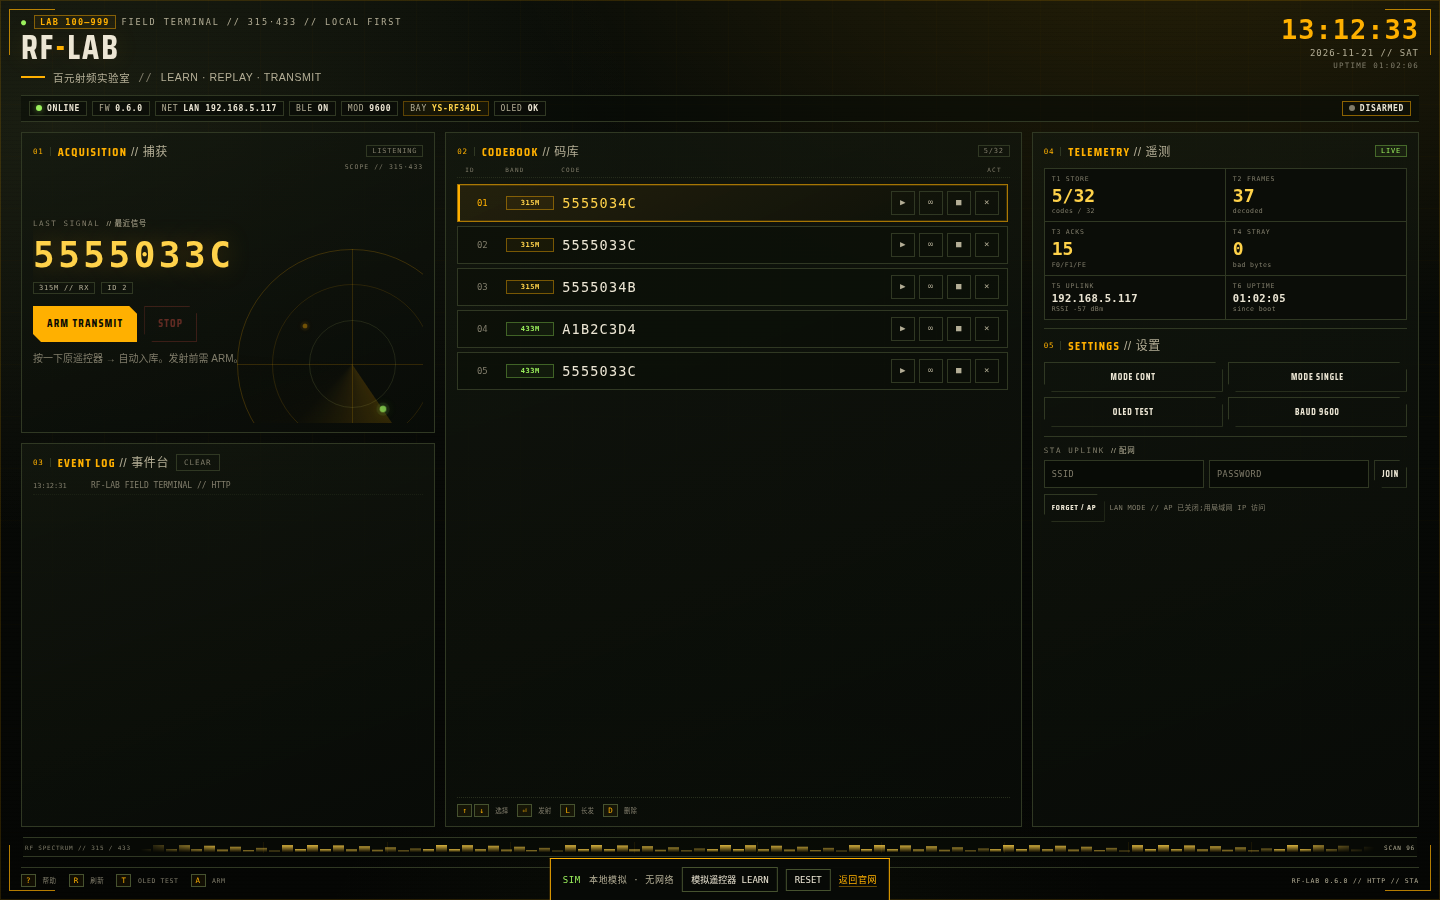 ● LAB 100—999 FIELD TERMINAL // 315·433 // LOCAL FIRST
RF-LAB
百元射频实验室 // LEARN · REPLAY · TRANSMIT
13:12:33
2026-11-21 // SAT
UPTIME 01:02:06
ONLINE FW 0.6.0 NET LAN 192.168.5.117 BLE ON MOD 9600 BAY YS-RF34DL OLED OK DISARMED
01 ACQUISITION // 捕获 LISTENING
SCOPE // 315·433
LAST SIGNAL // 最近信号
5555033C
315M // RX ID 2
ARM TRANSMIT STOP
按一下原遥控器 → 自动入库。发射前需 ARM。
03 EVENT LOG // 事件台 CLEAR
13:12:31 RF-LAB FIELD TERMINAL // HTTP
02 CODEBOOK // 码库 5/32
ID BAND CODE ACT
01 315M 5555034C ▶ ∞ ■ ×
02 315M 5555033C ▶ ∞ ■ ×
03 315M 5555034B ▶ ∞ ■ ×
04 433M A1B2C3D4 ▶ ∞ ■ ×
05 433M 5555033C ▶ ∞ ■ ×
↑ ↓ 选择 ⏎ 发射 L 长发 D 删除
04 TELEMETRY // 遥测 LIVE
T1 STORE T2 FRAMES
5/32 37
codes / 32 decoded
T3 ACKS T4 STRAY
15 0
F0/F1/FE bad bytes
T5 UPLINK T6 UPTIME
192.168.5.117 01:02:05
RSSI -57 dBm since boot
05 SETTINGS // 设置
MODE CONT MODE SINGLE
OLED TEST BAUD 9600
STA UPLINK // 配网
SSID PASSWORD JOIN
FORGET / AP LAN MODE // AP 已关闭;用局域网 IP 访问
RF SPECTRUM // 315 / 433 SCAN 96
? 帮助 R 刷新 T OLED TEST A ARM
SIM 本地模拟 · 无网络 模拟遥控器 LEARN RESET 返回官网
RF-LAB 0.6.0 // HTTP // STA